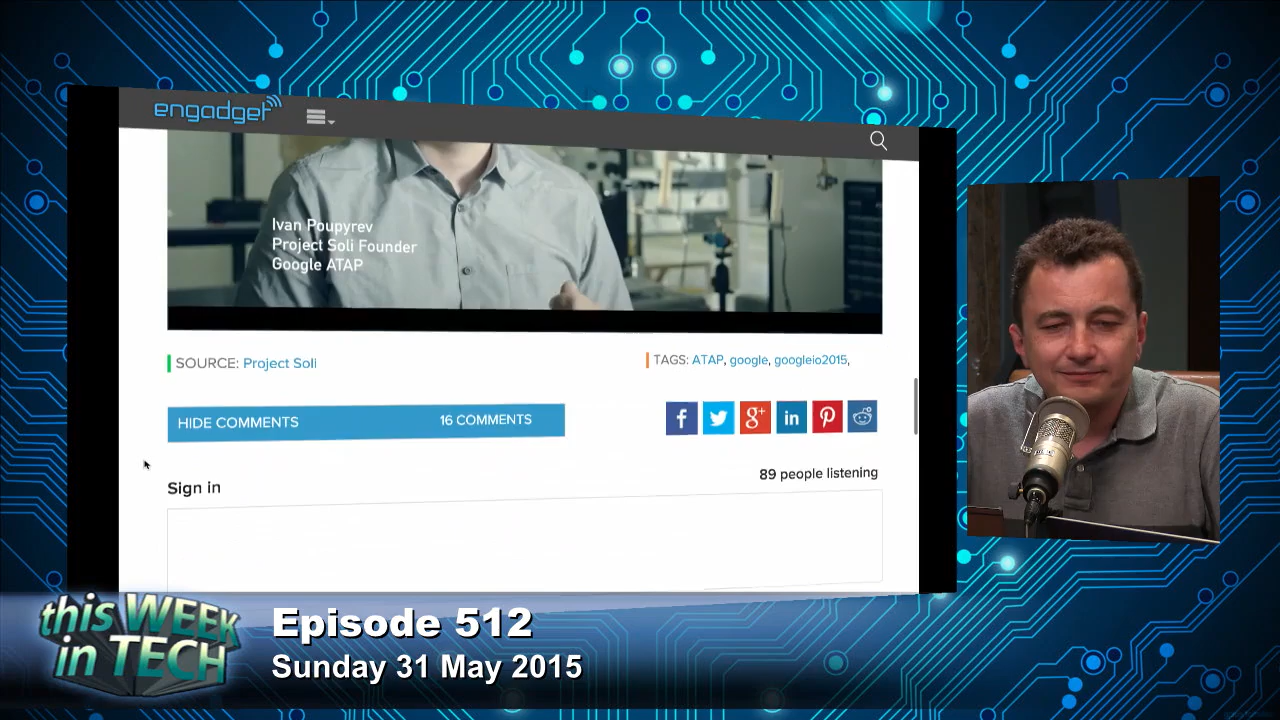 engadget
Ivan Poupyrev
Project Soli Founder
Google ATAP
SOURCE: Project Soli
TAGS: ATAP, google, googleio2015,
HIDE COMMENTS
16 COMMENTS
f
g+
in
89 people listening
Sign in
this WEEK
in TECH
Episode 512
Sunday 31 May 2015